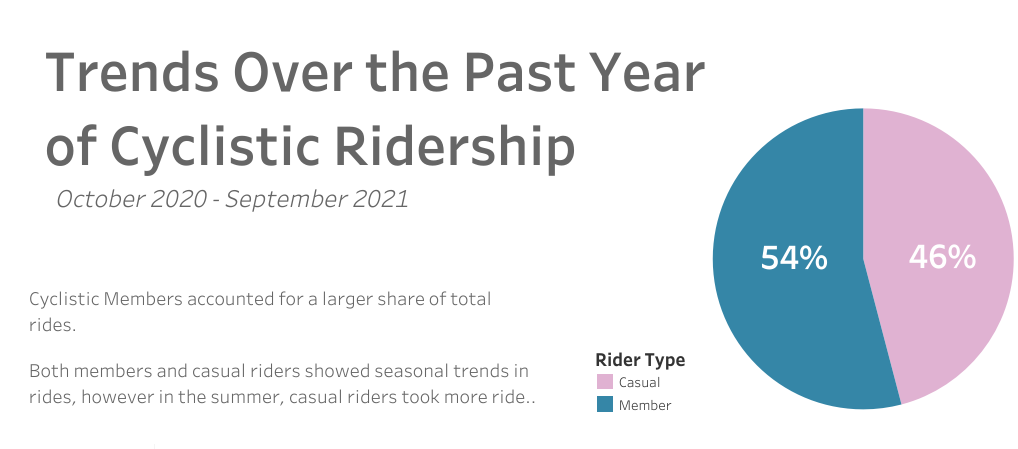 Trends Over the Past Year
of Cyclistic Ridership
October 2020 - September 2021
Cyclistic Members accounted for a larger share of total
rides.
Both members and casual riders showed seasonal trends in
rides, however in the summer, casual riders took more ride..
54%
46%
Rider Type
Casual
Member